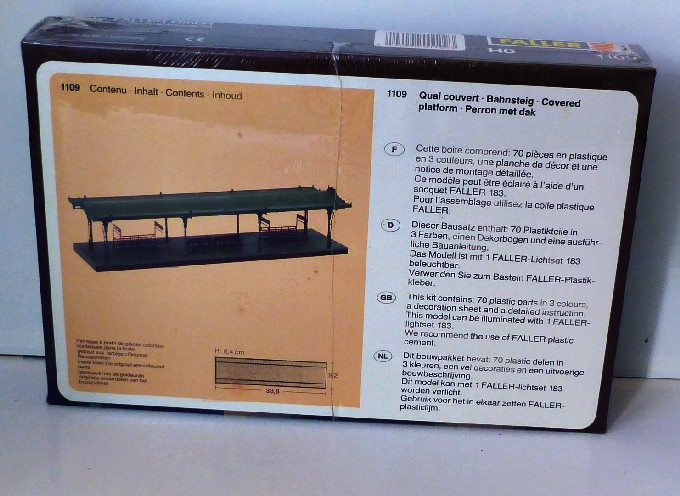 FALLER
H0
CE
1109 Contenu · Inhalt · Contents · Inhoud
H: 6,4 cm
33,8
1109 Quai couvert · Bahnsteig · Covered
platform · Perron met dak
F
Cette boîte comprend: 70 pièces en plastique
en 3 couleurs, une planche de décor et une
notice de montage détaillée.
Ce modèle peut être éclairé à l'aide d'un
socquet FALLER 183.
Pour l'assemblage utilisez la colle plastique
FALLER.
D
Dieser Bausatz enthält: 70 Plastikteile in
3 Farben, einen Dekorbogen und eine ausführ-
liche Bauanleitung.
Das Modell ist mit 1 FALLER-Lichtset 183
beleuchtbar.
Verwenden Sie zum Basteln FALLER-Plastik-
kleber.
GB
This kit contains: 70 plastic parts in 3 colours,
a decoration sheet and a detailed instruction.
This model can be illuminated with 1 FALLER-
lightset 183.
We recommend the use of FALLER plastic
cement.
NL
Dit bouwpakket bevat: 70 plastic delen in
3 kleuren, een vel decoraties en een uitvoerige
bouwbeschrijving.
Dit model kan met 1 FALLER-lichtset 183
worden verlicht.
Gebruik voor het in elkaar zetten FALLER-
plasticlijm.